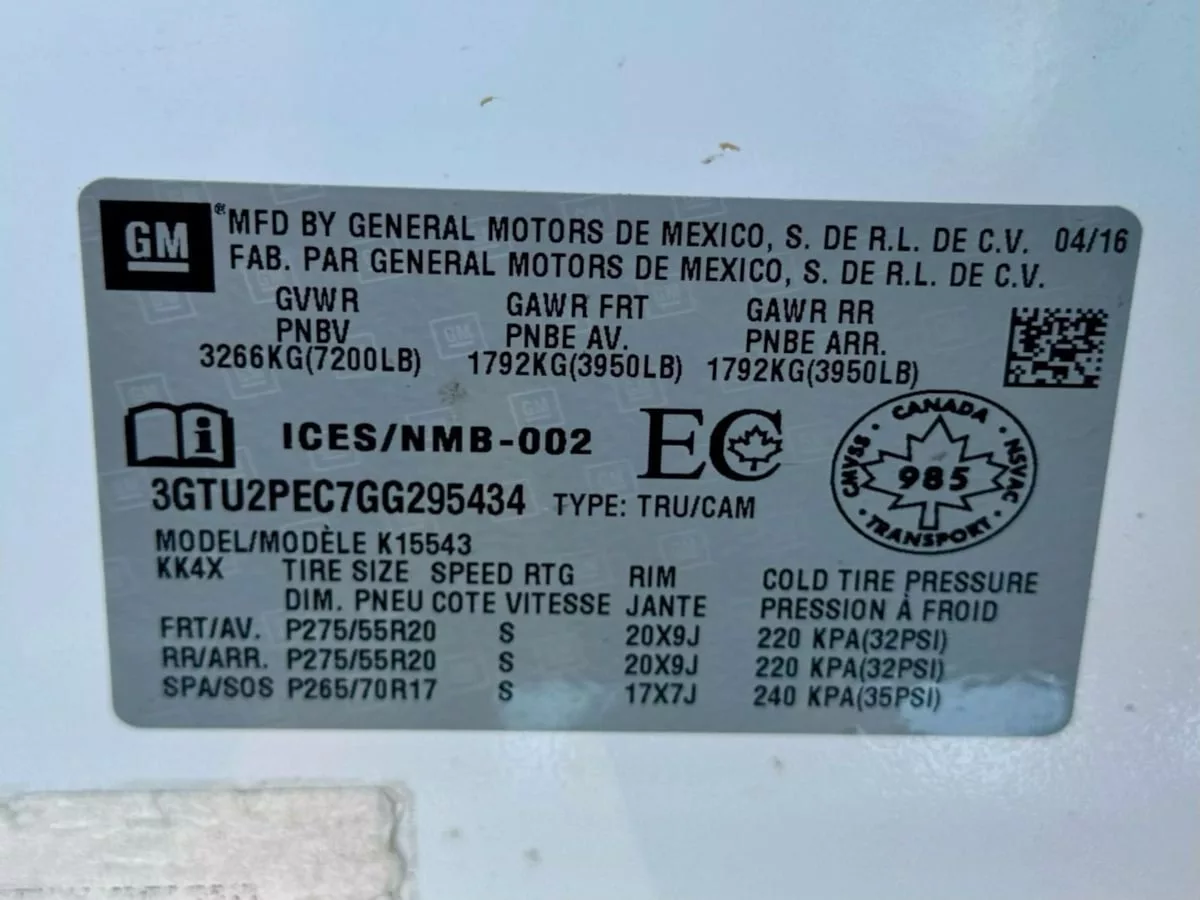 GM ® MFD BY GENERAL MOTORS DE MEXICO, S. DE R.L. DE C.V. 04/16
FAB. PAR GENERAL MOTORS DE MEXICO, S. DE R.L. DE C.V.
GVWR GAWR FRT GAWR RR
PNBV PNBE AV. PNBE ARR.
3266KG(7200LB) 1792KG(3950LB) 1792KG(3950LB)
ICES/NMB-002 EC
CANADA
CMVSS · NSVAC
985
TRANSPORT
3GTU2PEC7GG295434 TYPE: TRU/CAM
MODEL/MODÈLE K15543
KK4X TIRE SIZE SPEED RTG RIM COLD TIRE PRESSURE
DIM. PNEU COTE VITESSE JANTE PRESSION À FROID
FRT/AV. P275/55R20 S 20X9J 220 KPA(32PSI)
RR/ARR. P275/55R20 S 20X9J 220 KPA(32PSI)
SPA/SOS P265/70R17 S 17X7J 240 KPA(35PSI)